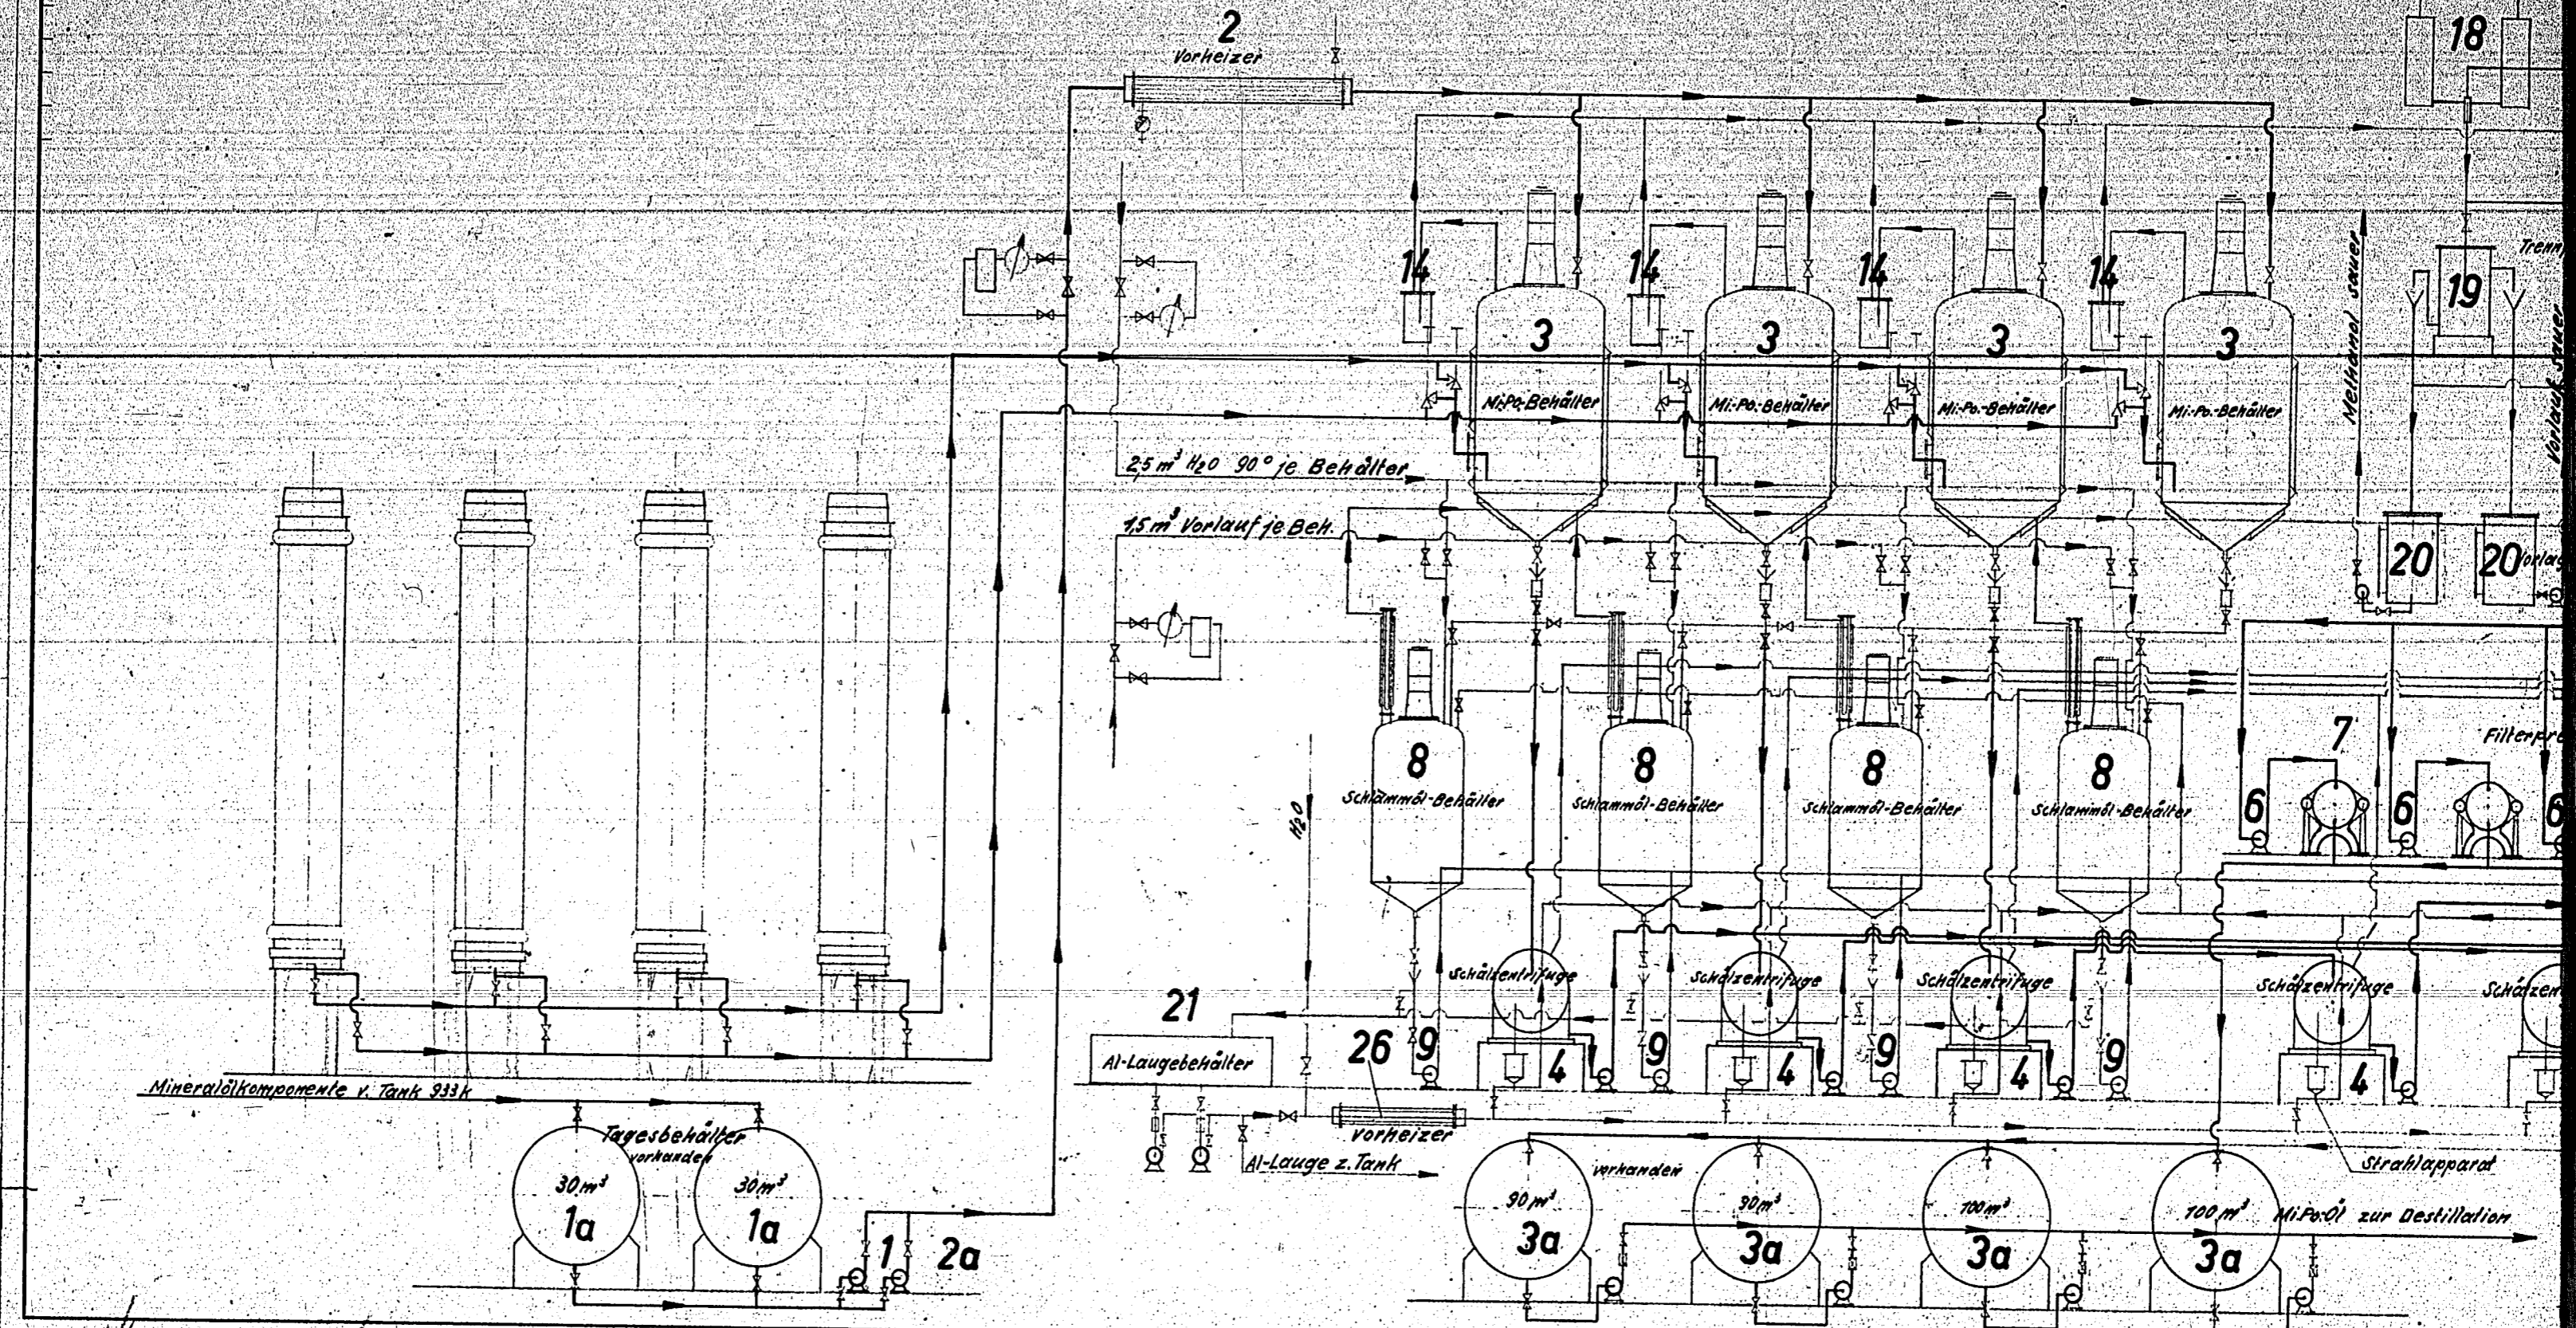 2
Vorheizer
18
14
14
14
14
3
3
3
3
19
Mi-Po-Behälter
Mi-Po.-Behälter
Mi-Po.-Behälter
Mi-Po.-Behälter
Methanol sauer
Vorlauf sauer
2,5 m³ H₂O 90° je Behälter
1,5 m³ Vorlauf je Beh.
20
20
8
8
8
8
Schlammöl-Behälter
Schlammöl-Behälter
Schlammöl-Behälter
Schlammöl-Behälter
H₂O
7
6
6
6
Schälzentrifuge
Schälzentrifuge
Schälzentrifuge
Schälzentrifuge
21
Al-Laugebehälter
26
9
4
9
4
9
4
9
4
Vorheizer
Al-Lauge z. Tank
Strahlapparat
Mineralölkomponente v. Tank 933k
Tagesbehälter
vorhanden
30 m³
30 m³
1a
1a
1
2a
vorhanden
90 m³
90 m³
100 m³
100 m³
3a
3a
3a
3a
Mi.Po.Öl zur Destillation